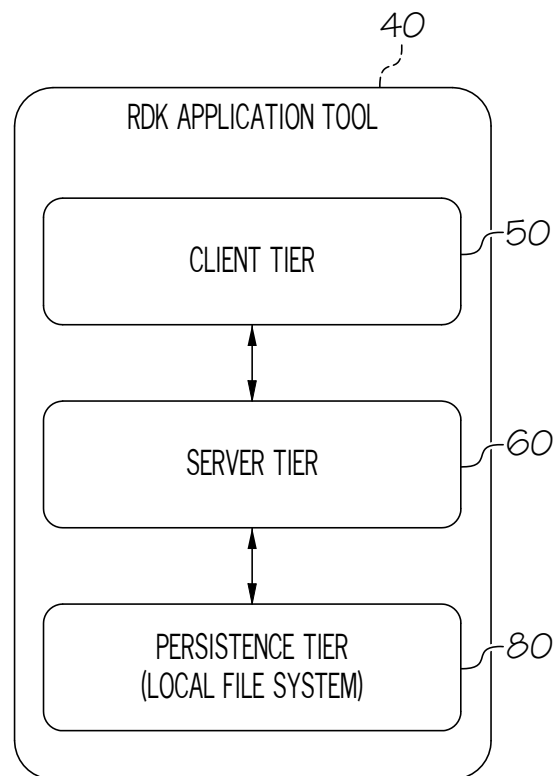 40
RDK APPLICATION TOOL
CLIENT TIER
50
SERVER TIER
60
PERSISTENCE TIER
(LOCAL FILE SYSTEM)
80